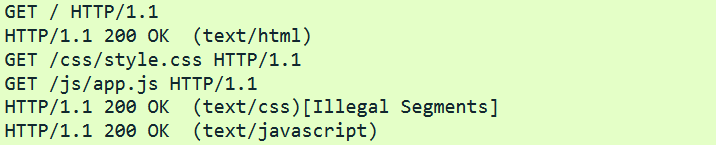 GET / HTTP/1.1
HTTP/1.1 200 OK  (text/html)
GET /css/style.css HTTP/1.1
GET /js/app.js HTTP/1.1
HTTP/1.1 200 OK  (text/css)[Illegal Segments]
HTTP/1.1 200 OK  (text/javascript)